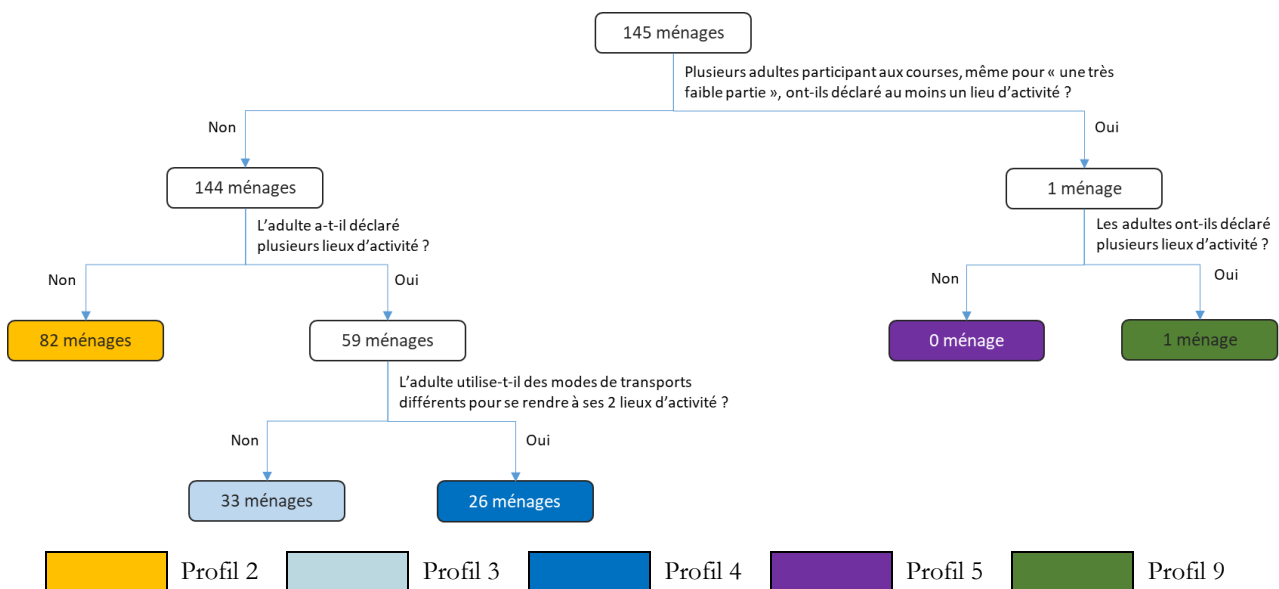 145 ménages
Plusieurs adultes participant aux courses, même pour « une très
faible partie », ont-ils déclaré au moins un lieu d’activité ?
Non
Oui
144 ménages
1 ménage
L’adulte a-t-il déclaré
plusieurs lieux d’activité ?
Les adultes ont-ils déclaré
plusieurs lieux d’activité ?
Non
Oui
Non
Oui
82 ménages
59 ménages
0 ménage
1 ménage
L’adulte utilise-t-il des modes de transports
différents pour se rendre à ses 2 lieux d’activité ?
Non
Oui
33 ménages
26 ménages
Profil 2
Profil 3
Profil 4
Profil 5
Profil 9